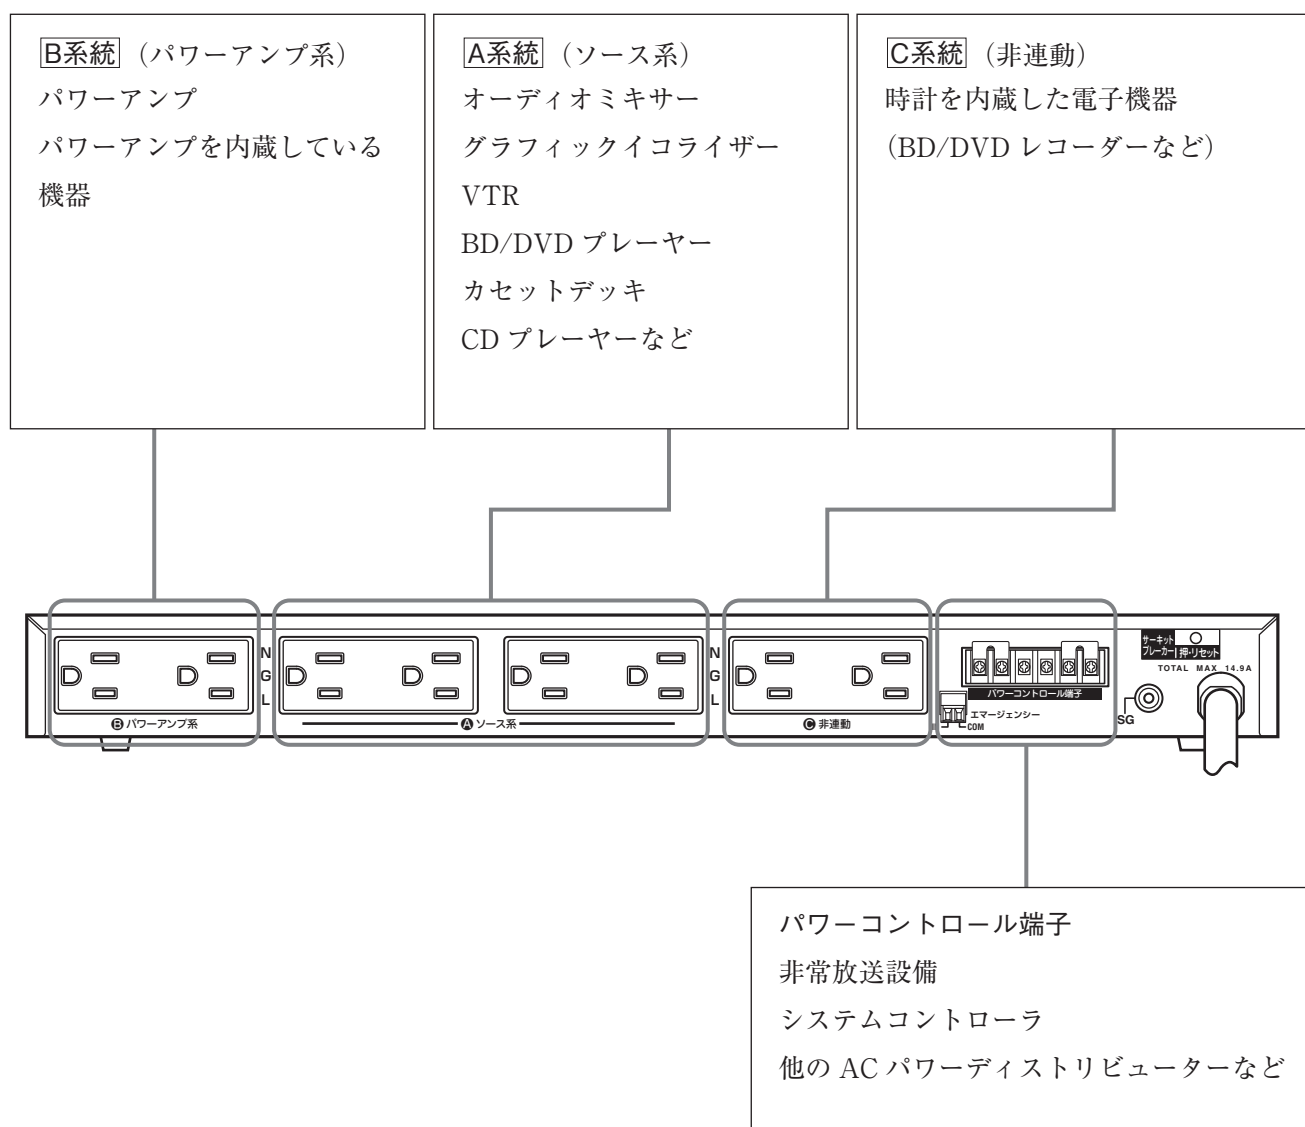 B系統（パワーアンプ系）
パワーアンプ
パワーアンプを内蔵している
機器
A系統（ソース系）
オーディオミキサー
グラフィックイコライザー
VTR
BD/DVD プレーヤー
カセットデッキ
CD プレーヤーなど
C系統（非連動）
時計を内蔵した電子機器
（BD/DVD レコーダーなど）
N
G
L
N
G
L
B パワーアンプ系
A ソース系
C 非連動
パワーコントロール端子
エマージェンシー
COM
サーキット
ブレーカー 押・リセット
TOTAL MAX 14.9A
SG
パワーコントロール端子
非常放送設備
システムコントローラ
他の AC パワーディストリビューターなど